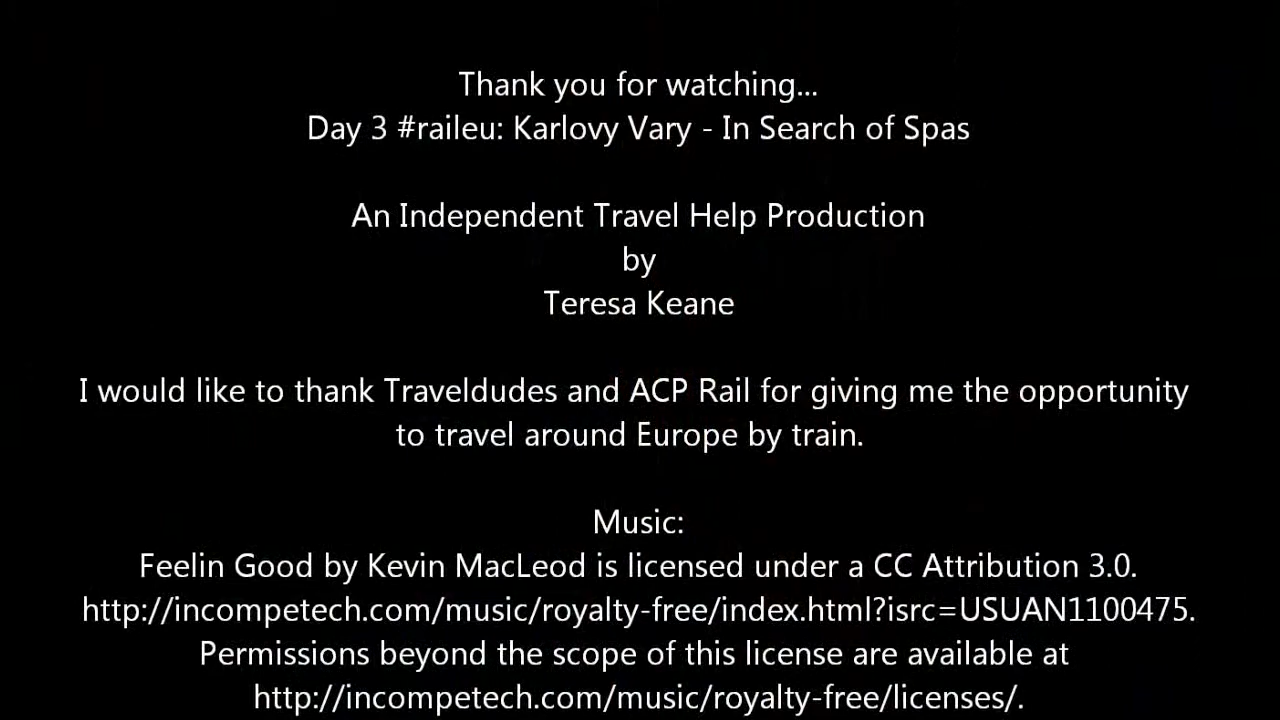 Thank you for watching...
Day 3 #raileu: Karlovy Vary - In Search of Spas
An Independent Travel Help Production
by
Teresa Keane
I would like to thank Traveldudes and ACP Rail for giving me the opportunity
to travel around Europe by train.
Music:
Feelin Good by Kevin MacLeod is licensed under a CC Attribution 3.0.
http://incompetech.com/music/royalty-free/index.html?isrc=USUAN1100475.
Permissions beyond the scope of this license are available at
http://incompetech.com/music/royalty-free/licenses/.